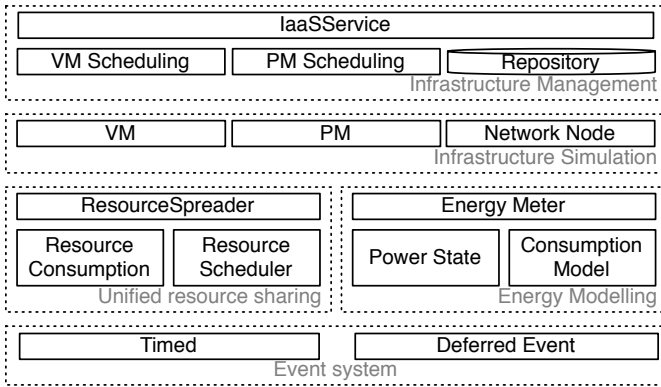 IaaSService
VM Scheduling PM Scheduling Repository
Infrastructure Management
VM PM Network Node
Infrastructure Simulation
ResourceSpreader
Resource Consumption
Resource Scheduler
Unified resource sharing
Energy Meter
Power State
Consumption Model
Energy Modelling
Timed Deferred Event
Event system